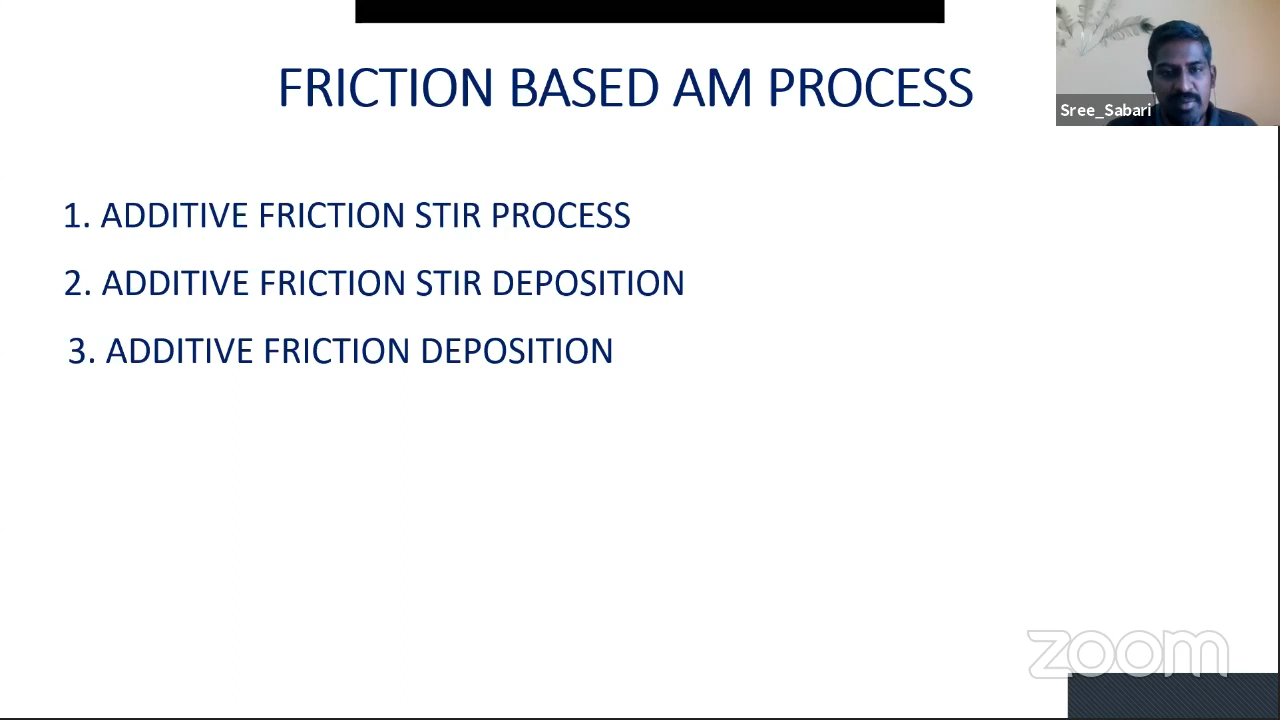 FRICTION BASED AM PROCESS
Sree_Sabari
1. ADDITIVE FRICTION STIR PROCESS
2. ADDITIVE FRICTION STIR DEPOSITION
3. ADDITIVE FRICTION DEPOSITION
zoom